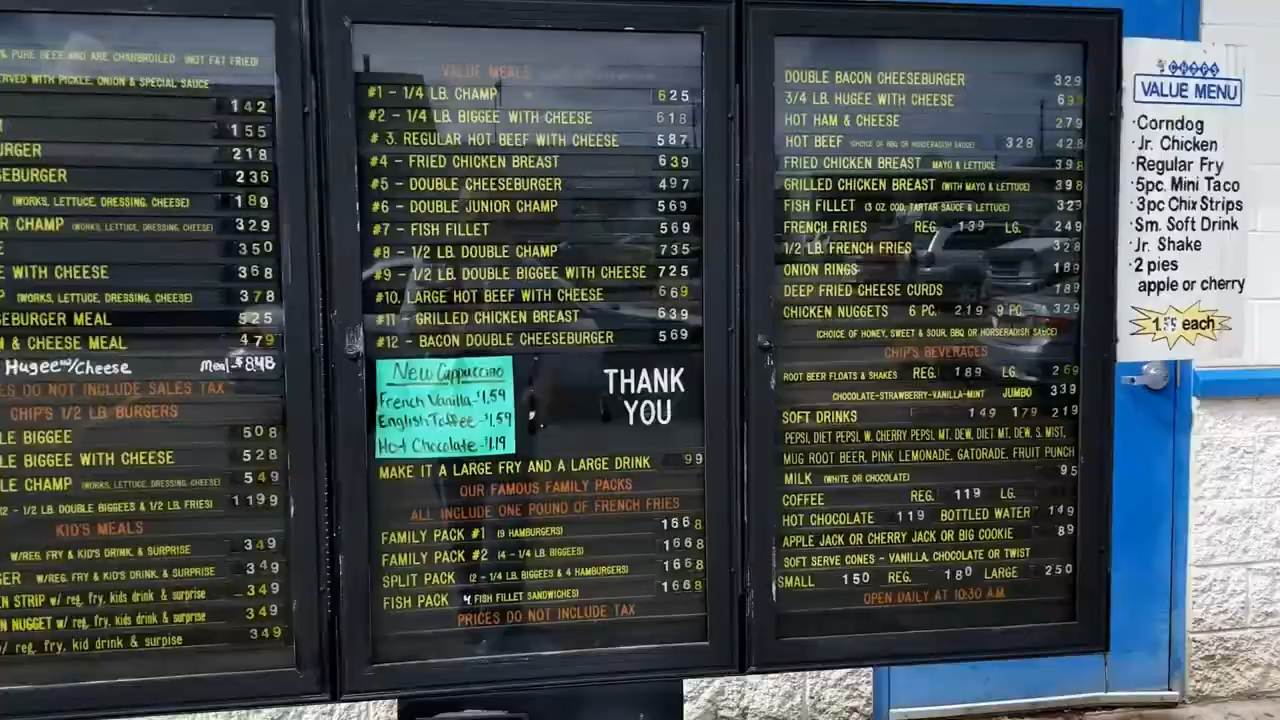 % PURE BEEF AND ARE CHARBROILED (NOT FAT FRIED)
RVED WITH PICKLE, ONION & SPECIAL SAUCE
142
155
URGER 218
SEBURGER 236
(WORKS, LETTUCE, DRESSING, CHEESE) 189
R CHAMP (WORKS, LETTUCE, DRESSING, CHEESE) 329
E 350
E WITH CHEESE 368
P (WORKS, LETTUCE, DRESSING, CHEESE) 378
SEBURGER MEAL 525
N & CHEESE MEAL 479
Hugee w/Cheese Meal-$8.48
ES DO NOT INCLUDE SALES TAX
CHIP'S 1/2 LB. BURGERS
LE BIGGEE 508
LE BIGGEE WITH CHEESE 528
LE CHAMP (WORKS, LETTUCE, DRESSING, CHEESE) 549
(2 - 1/2 LB. DOUBLE BIGGEES & 1/2 LB. FRIES) 1199
KID'S MEALS
W/REG. FRY & KID'S DRINK, & SURPRISE 349
GER W/REG. FRY & KID'S DRINK, & SURPRISE 349
EN STRIP w/ reg. fry, kids drink & surprise 349
N NUGGET w/ reg. fry, kids drink & surprise 349
w/ reg. fry, kid drink & surpise 349
VALUE MEALS
#1 - 1/4 LB. CHAMP 625
#2 - 1/4 LB. BIGGEE WITH CHEESE 618
# 3. REGULAR HOT BEEF WITH CHEESE 587
#4 - FRIED CHICKEN BREAST 639
#5 - DOUBLE CHEESEBURGER 497
#6 - DOUBLE JUNIOR CHAMP 569
#7 - FISH FILLET 569
#8 - 1/2 LB. DOUBLE CHAMP 735
#9 - 1/2 LB. DOUBLE BIGGEE WITH CHEESE 725
#10. LARGE HOT BEEF WITH CHEESE 669
#11 - GRILLED CHICKEN BREAST 639
#12 - BACON DOUBLE CHEESEBURGER 569
New Cappuccino
French Vanilla-$1.59
English Toffee-$1.59
Hot Chocolate-$1.19
THANK
YOU
MAKE IT A LARGE FRY AND A LARGE DRINK 99
OUR FAMOUS FAMILY PACKS
ALL INCLUDE ONE POUND OF FRENCH FRIES
FAMILY PACK #1 (9 HAMBURGERS) 1668
FAMILY PACK #2 (4 - 1/4 LB. BIGEES) 1668
SPLIT PACK (2 - 1/4 LB. BIGEES & 4 HAMBURGERS) 1668
FISH PACK 4 FISH FILLET SANDWICHES) 1668
PRICES DO NOT INCLUDE TAX
DOUBLE BACON CHEESEBURGER 329
3/4 LB. HUGEE WITH CHEESE 69
HOT HAM & CHEESE 279
HOT BEEF (CHOICE OF BBQ OR HORSERADISH SAUCE) 328 428
FRIED CHICKEN BREAST MAYO & LETTUCE 398
GRILLED CHICKEN BREAST (WITH MAYO & LETTUCE) 398
FISH FILLET (3 OZ. COD, TARTAR SAUCE & LETTUCE) 329
FRENCH FRIES REG. 139 LG. 249
1/2 LB. FRENCH FRIES 328
ONION RINGS 189
DEEP FRIED CHEESE CURDS 189
CHICKEN NUGGETS 6 PC. 219 9 PC. 329
(CHOICE OF HONEY, SWEET & SOUR, BBQ OR HORSERADISH SAUCE)
CHIP'S BEVERAGES
ROOT BEER FLOATS & SHAKES REG. 189 LG. 269
CHOCOLATE-STRAWBERRY-VANILLA-MINT JUMBO 339
SOFT DRINKS 149 179 219
PEPSI, DIET PEPSI, W. CHERRY PEPSI, MT. DEW, DIET MT. DEW, S. MIST,
MUG ROOT BEER, PINK LEMONADE, GATORADE, FRUIT PUNCH
MILK (WHITE OR CHOCOLATE) 95
COFFEE REG. 119 LG.
HOT CHOCOLATE 119 BOTTLED WATER 149
APPLE JACK OR CHERRY JACK OR BIG COOKIE 89
SOFT SERVE CONES - VANILLA, CHOCOLATE OR TWIST
SMALL 150 REG. 180 LARGE 250
OPEN DAILY AT 10:30 A.M.
CHIPS
VALUE MENU
·Corndog
·Jr. Chicken
·Regular Fry
·5pc. Mini Taco
·3pc Chix Strips
·Sm. Soft Drink
·Jr. Shake
·2 pies
apple or cherry
each